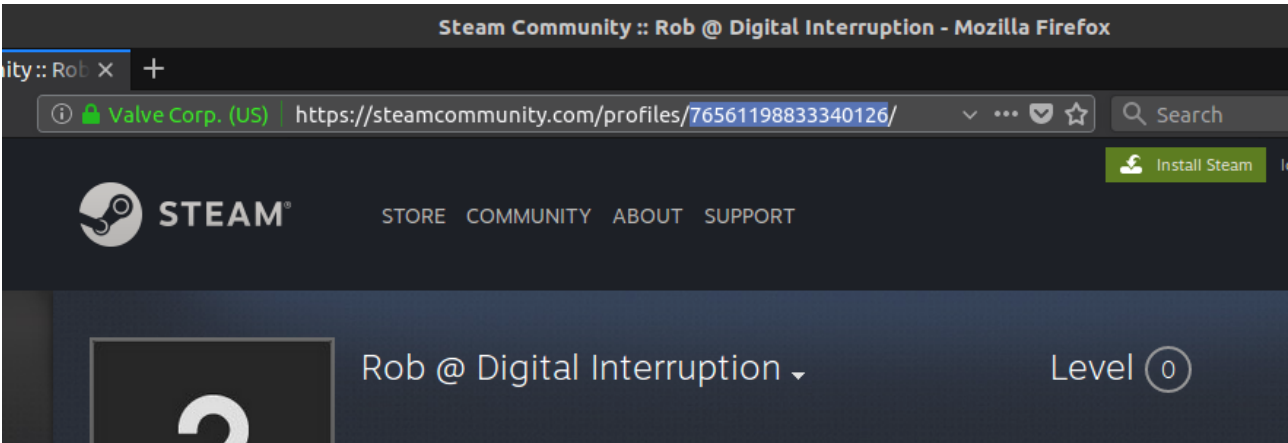 Steam Community :: Rob @ Digital Interruption - Mozilla Firefox
ity :: Rob
Valve Corp. (US) https://steamcommunity.com/profiles/76561198833340126/ Search
Install Steam
STEAM® STORE COMMUNITY ABOUT SUPPORT
Rob @ Digital Interruption Level 0
?